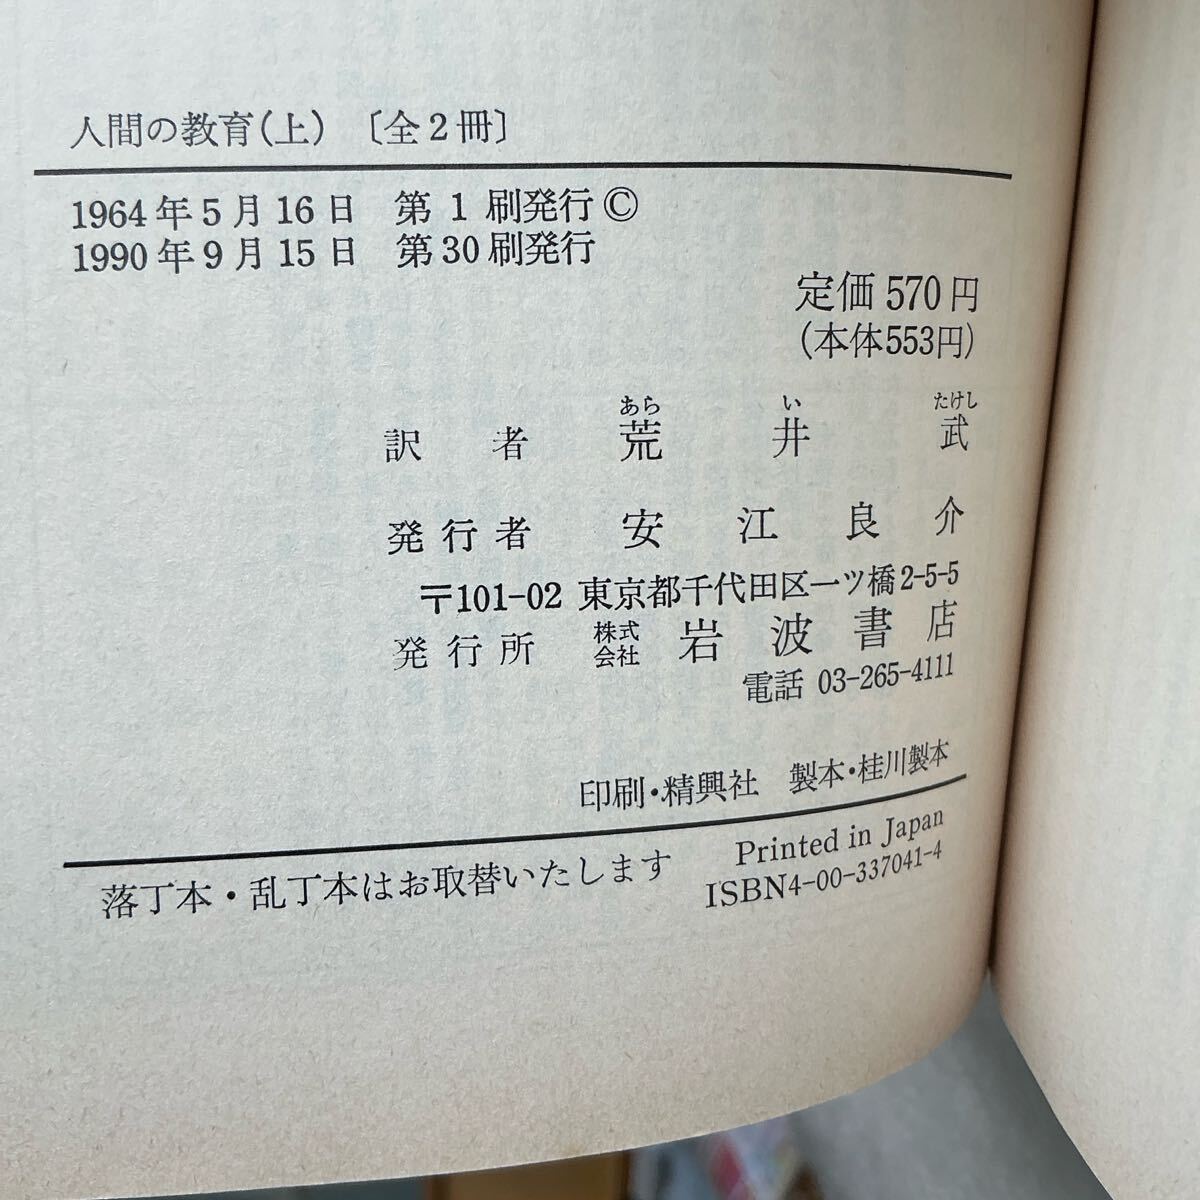 人間の教育(上) 〔全2冊〕
1964年5月16日 第1刷発行©
1990年9月15日 第30刷発行
定価570円
(本体553円)
あら い たけし
訳者 荒井武
発行者 安江良介
〒101-02 東京都千代田区一ツ橋2-5-5
発行所 株式会社 岩波書店
電話 03-265-4111
印刷・精興社 製本・桂川製本
落丁本・乱丁本はお取替いたします
Printed in Japan
ISBN4-00-337041-4